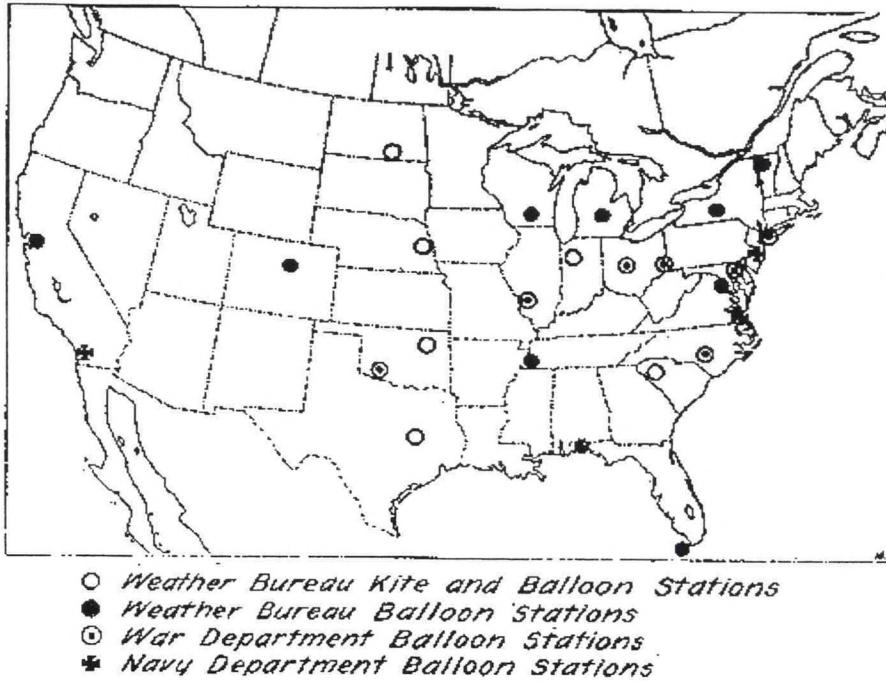 Weather Bureau Kite and Balloon Stations
Weather Bureau Balloon Stations
War Department Balloon Stations
Navy Department Balloon Stations